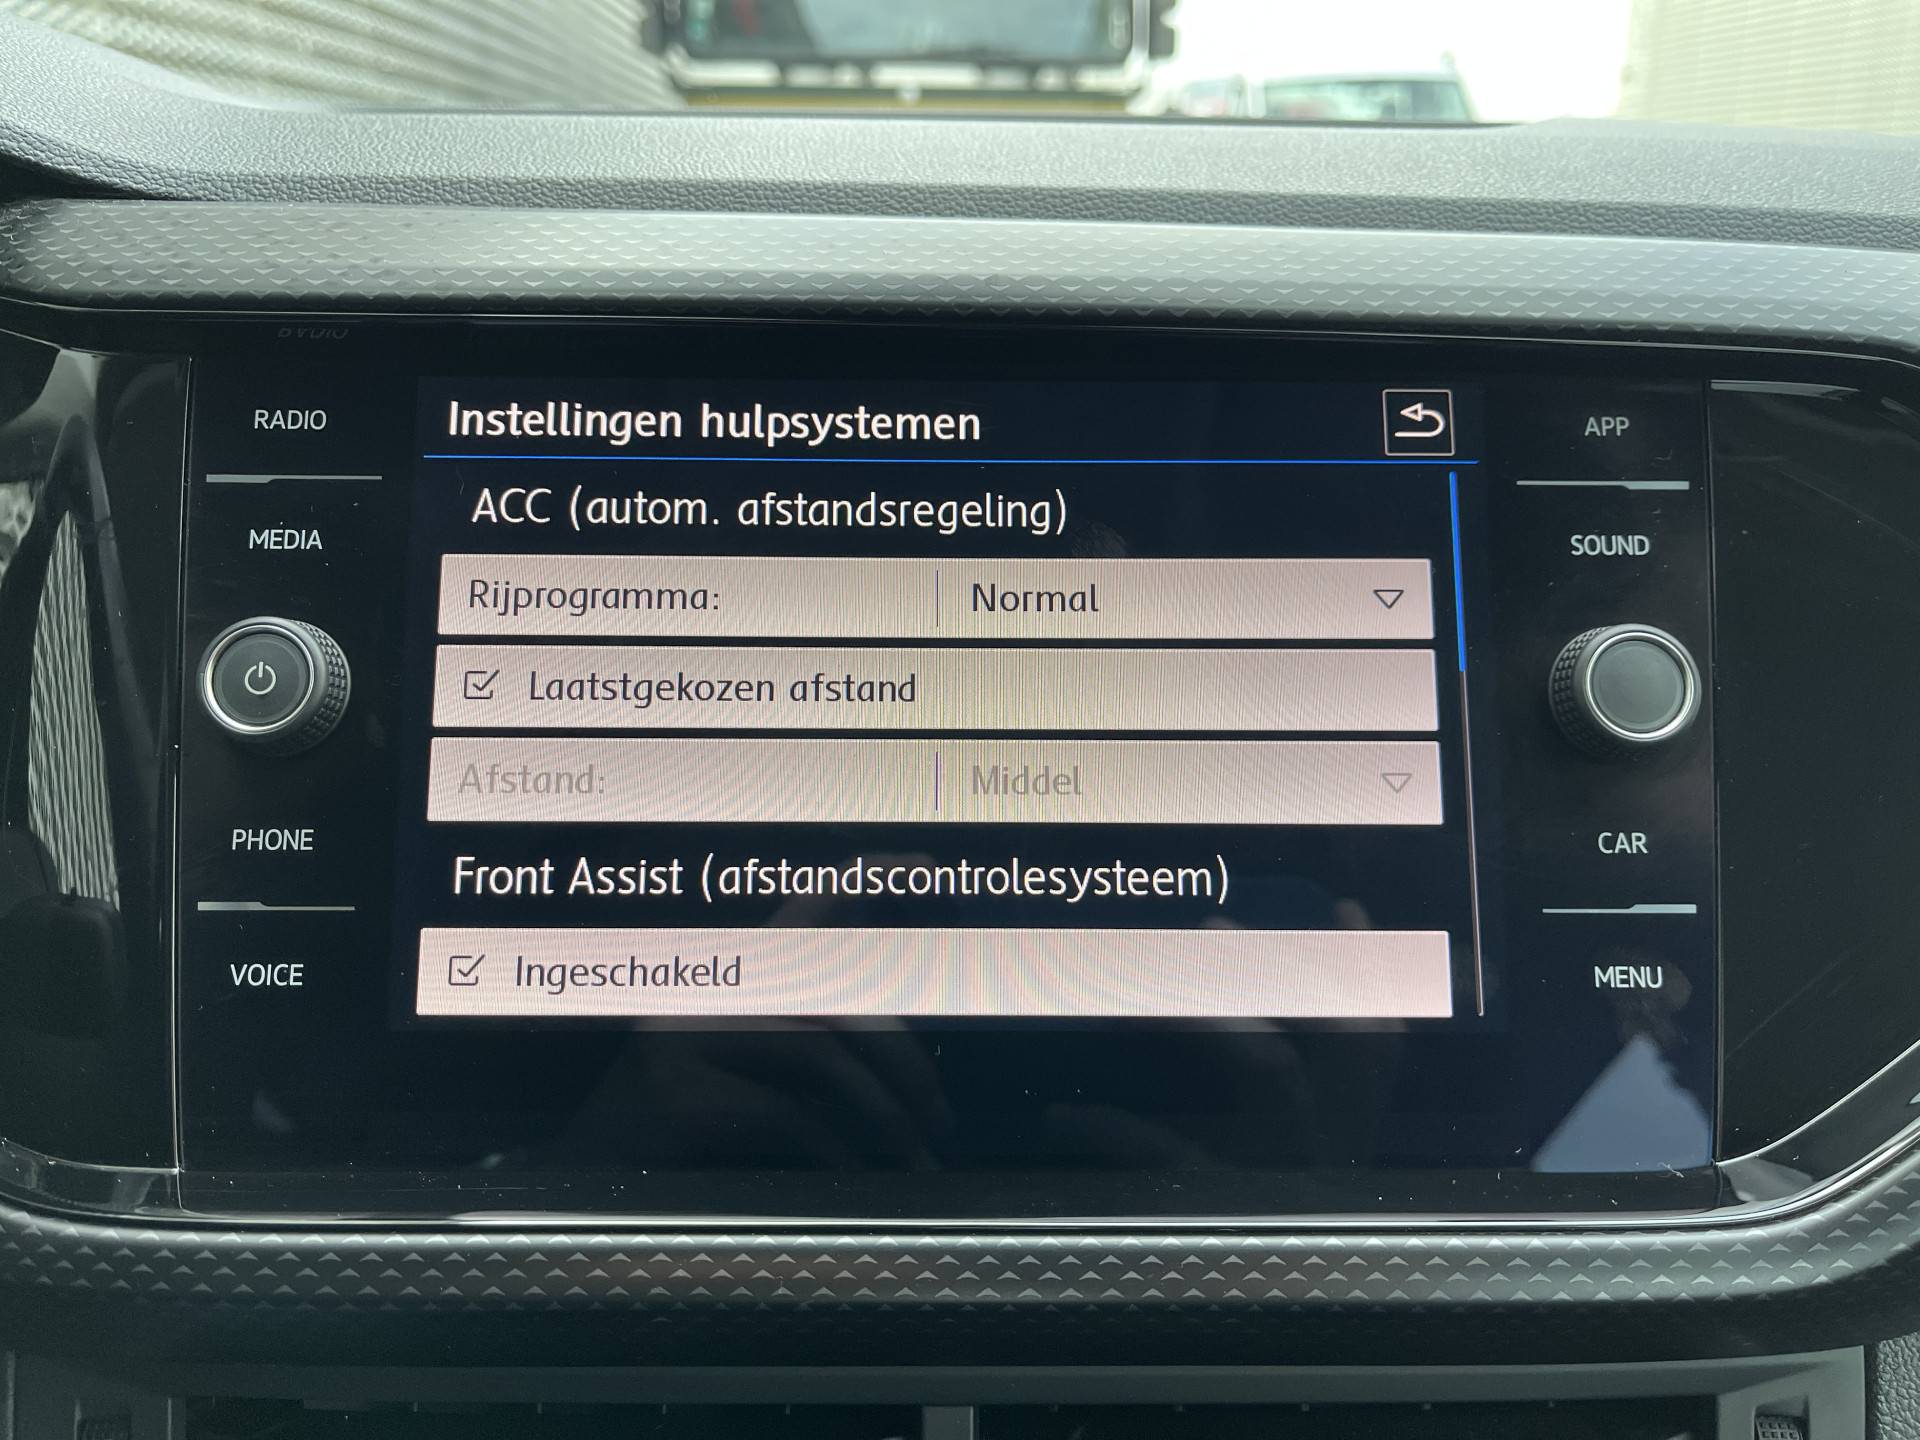 RADIO
MEDIA
PHONE
VOICE
Instellingen hulpsystemen
ACC (autom. afstandsregeling)
Rijprogramma: Normal
Laatstgekozen afstand
Afstand: Middel
Front Assist (afstandscontrolesysteem)
Ingeschakeld
APP
SOUND
CAR
MENU